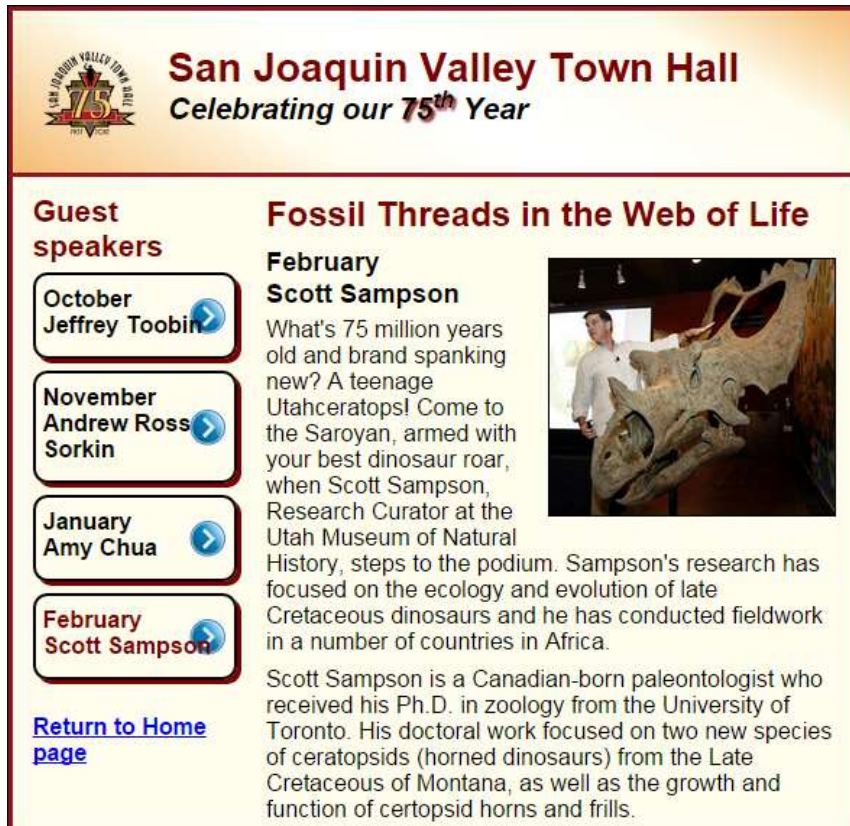 SAN JOAQUIN VALLEY TOWN HALL
75
San Joaquin Valley Town Hall
Celebrating our 75th Year
Guest
speakers
October
Jeffrey Toobin
November
Andrew Ross
Sorkin
January
Amy Chua
February
Scott Sampson
Return to Home
page
Fossil Threads in the Web of Life
February
Scott Sampson
What's 75 million years
old and brand spanking
new? A teenage
Utahceratops! Come to
the Saroyan, armed with
your best dinosaur roar,
when Scott Sampson,
Research Curator at the
Utah Museum of Natural
History, steps to the podium. Sampson's research has
focused on the ecology and evolution of late
Cretaceous dinosaurs and he has conducted fieldwork
in a number of countries in Africa.
Scott Sampson is a Canadian-born paleontologist who
received his Ph.D. in zoology from the University of
Toronto. His doctoral work focused on two new species
of ceratopsids (horned dinosaurs) from the Late
Cretaceous of Montana, as well as the growth and
function of certopsid horns and frills.